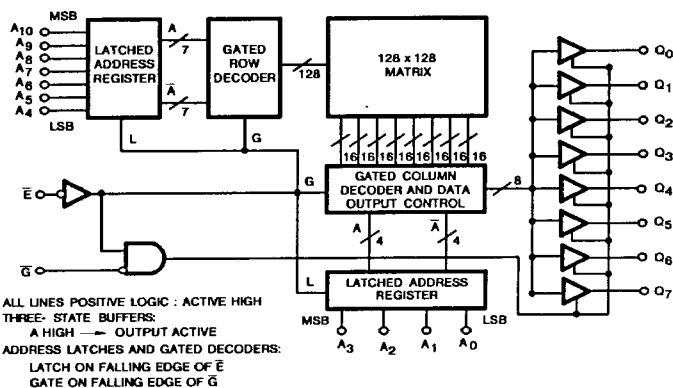 MSB
A10
A9
A8
A7
A6
A5
A4
LSB
LATCHED
ADDRESS
REGISTER
A
7
A̅
7
GATED
ROW
DECODER
128
128 x 128
MATRIX
L
G
16 16 16 16 16 16 16 16
E̅
G
GATED COLUMN
DECODER AND DATA
OUTPUT CONTROL
8
A
4
A̅
4
G̅
L
LATCHED ADDRESS
REGISTER
MSB
LSB
A3
A2
A1
A0
Q0
Q1
Q2
Q3
Q4
Q5
Q6
Q7
ALL LINES POSITIVE LOGIC : ACTIVE HIGH
THREE- STATE BUFFERS:
A HIGH → OUTPUT ACTIVE
ADDRESS LATCHES AND GATED DECODERS:
LATCH ON FALLING EDGE OF E̅
GATE ON FALLING EDGE OF G̅